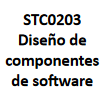 STC0203
Diseño de
componentes
de software